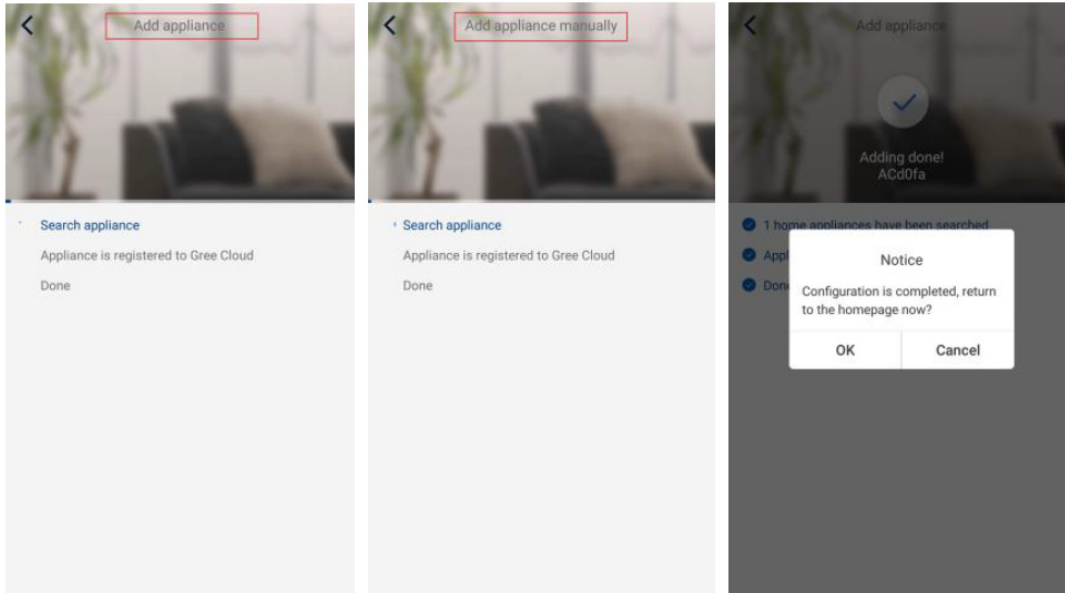 Add appliance
Search appliance
Appliance is registered to Gree Cloud
Done
Add appliance manually
Search appliance
Appliance is registered to Gree Cloud
Done
Add appliance
Adding done!
ACd0fa
1 home appliances have been searched
Appl
Don
Notice
Configuration is completed, return
to the homepage now?
OK
Cancel